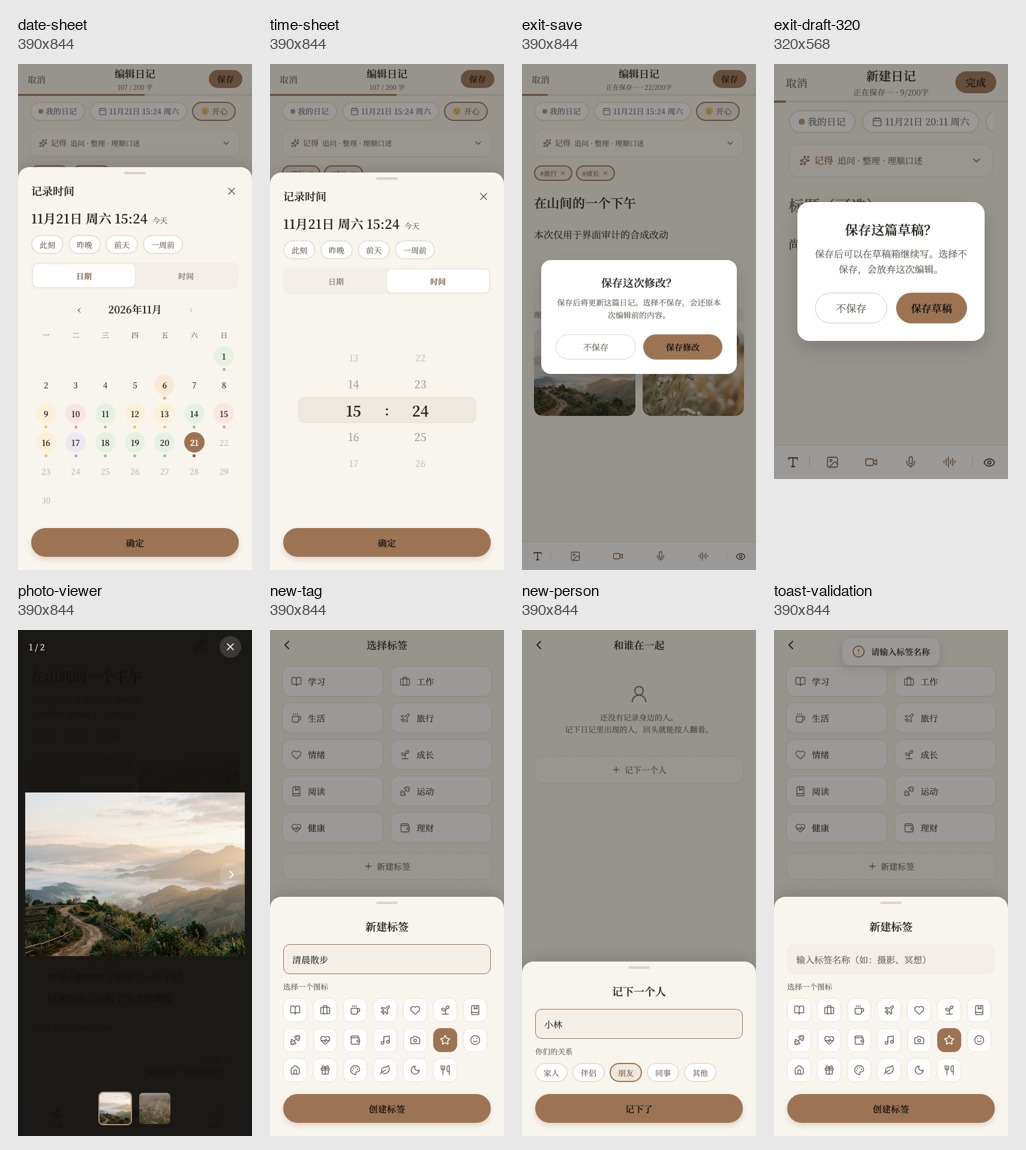 date-sheet
390x844
取消
编辑日记
107 / 200 字
保存
我的日记
11月21日 15:24 周六
开心
记得 追问 · 整理 · 理顺口述
记录时间
11月21日 周六 15:24 今天
此刻
昨晚
前天
一周前
日期
时间
2026年11月
一 二 三 四 五 六 日
1
2 3 4 5 6 7 8
9 10 11 12 13 14 15
16 17 18 19 20 21 22
23 24 25 26 27 28 29
30
确定
time-sheet
390x844
取消
编辑日记
107 / 200 字
保存
我的日记
11月21日 15:24 周六
开心
记得 追问 · 整理 · 理顺口述
记录时间
11月21日 周六 15:24 今天
此刻
昨晚
前天
一周前
日期
时间
13 22
14 23
15 : 24
16 25
17 26
确定
exit-save
390x844
取消
编辑日记
正在保存… · 22/200字
保存
我的日记
11月21日 15:24 周六
开心
记得 追问 · 整理 · 理顺口述
#旅行 ×
#成长 ×
在山间的一个下午
本次仅用于界面审计的合成改动
保存这次修改?
保存后将更新这篇日记。选择不保存，会还原本
次编辑前的内容。
不保存
保存修改
exit-draft-320
320x568
取消
新建日记
正在保存… · 9/200字
完成
我的日记
11月21日 20:11 周六
记得 追问 · 整理 · 理顺口述
保存这篇草稿?
保存后可以在草稿箱继续写。选择不
保存，会放弃这次编辑。
不保存
保存草稿
photo-viewer
390x844
1 / 2
在山间的一个下午
new-tag
390x844
选择标签
学习
工作
生活
旅行
情绪
成长
阅读
运动
健康
理财
+ 新建标签
新建标签
清晨散步
选择一个图标
创建标签
new-person
390x844
和谁在一起
还没有记录身边的人。
记下日记里出现的人，回头就能按人翻看。
+ 记下一个人
记下一个人
小林
你们的关系
家人
伴侣
朋友
同事
其他
记下了
toast-validation
390x844
请输入标签名称
学习
工作
生活
旅行
情绪
成长
阅读
运动
健康
理财
+ 新建标签
新建标签
输入标签名称（如：摄影、冥想）
选择一个图标
创建标签